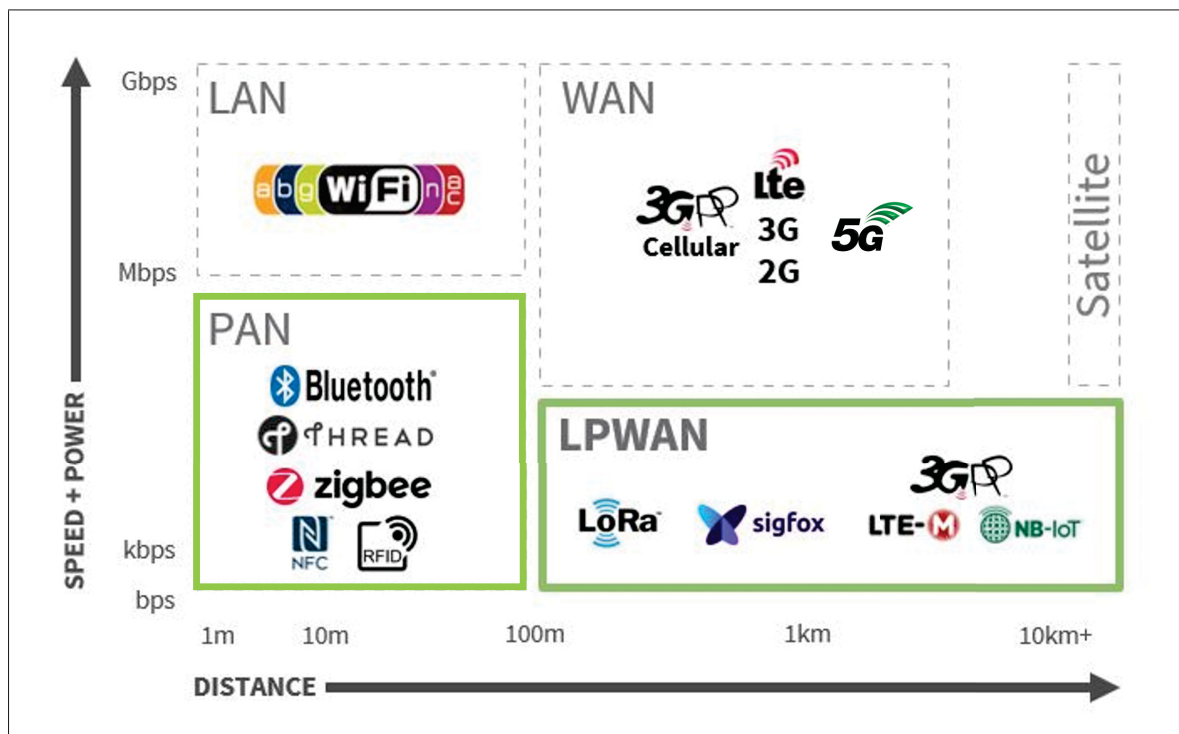 Gbps
LAN
WAN
a b g WiFi n ac
3GPP
Cellular
Lte
3G
2G
5G
Satellite
Mbps
PAN
Bluetooth
THREAD
zigbee
NFC
RFID
LPWAN
LoRa
sigfox
3GPP
LTE-M
NB-IoT
SPEED + POWER
kbps
bps
1m 10m 100m 1km 10km+
DISTANCE